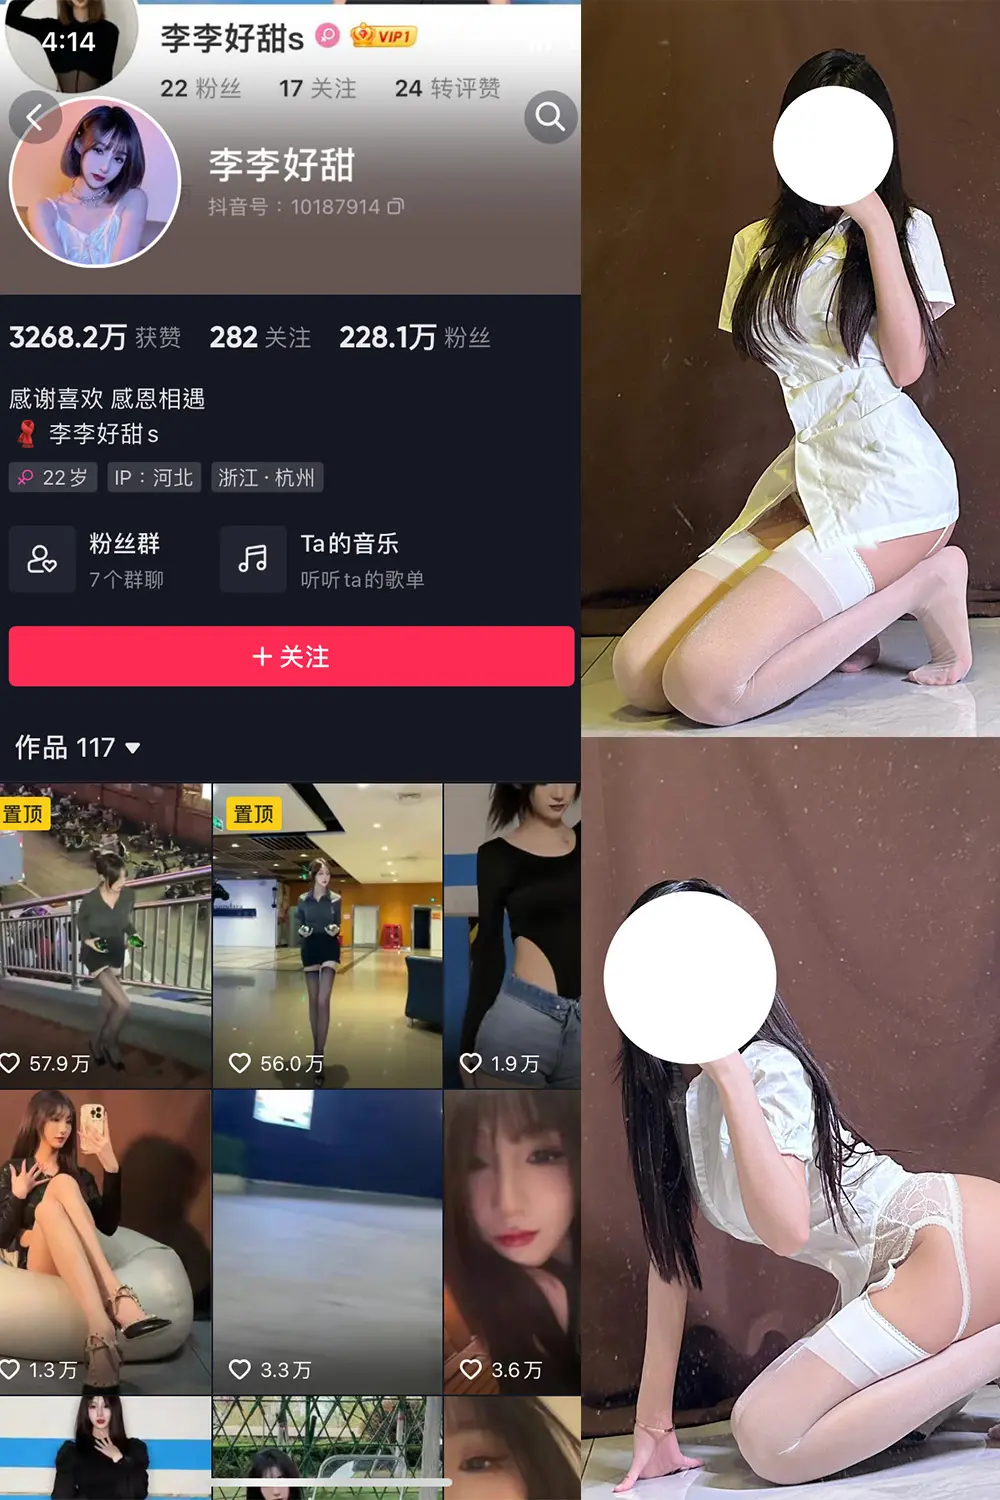 4:14
李李好甜s
VIP1
22 粉丝 17 关注 24 转评赞
李李好甜
抖音号：10187914
3268.2万 获赞 282 关注 228.1万 粉丝
感谢喜欢 感恩相遇
李李好甜s
22岁 IP：河北 浙江·杭州
粉丝群 Ta的音乐
7个群聊 听听ta的歌单
+ 关注
作品 117
置顶 置顶
57.9万 56.0万 1.9万
1.3万 3.3万 3.6万